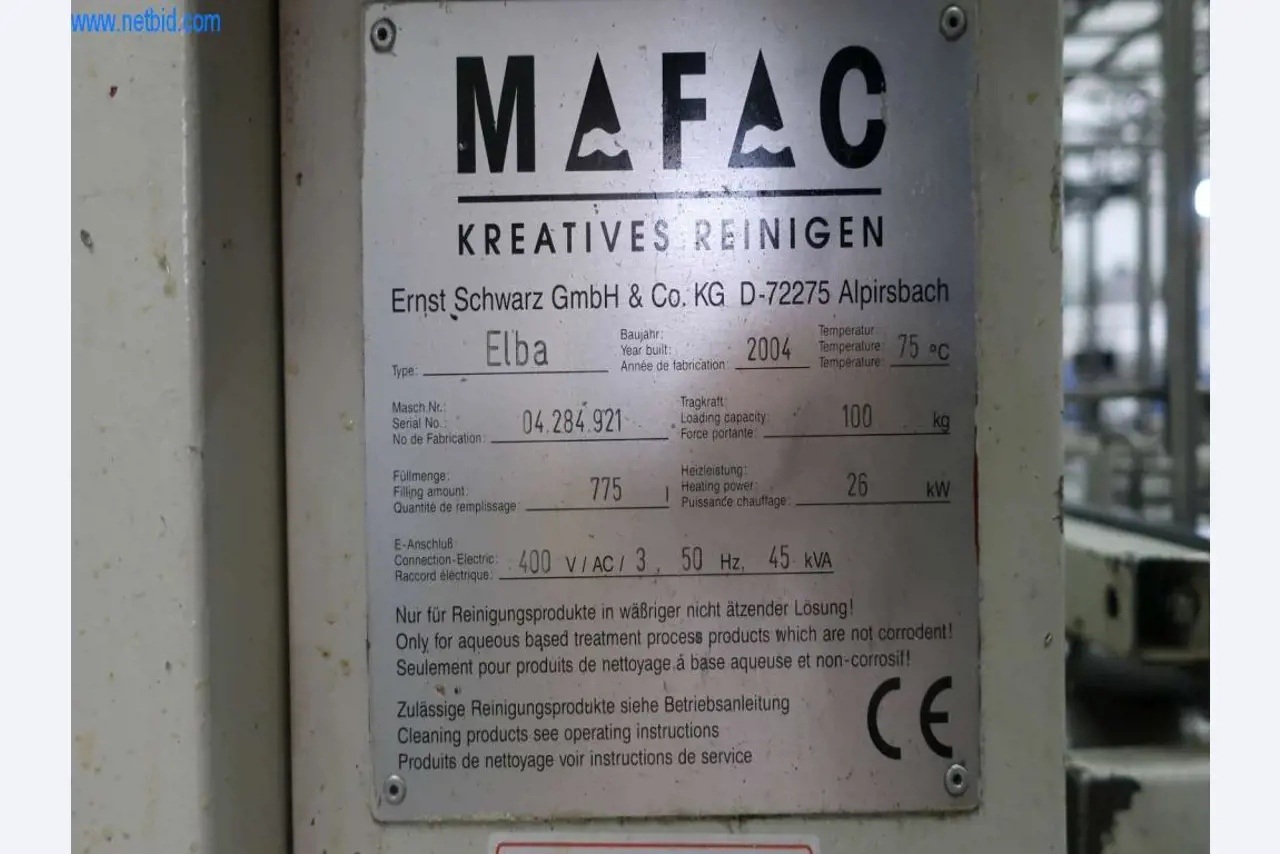 www.netbid.com
MAFAC
KREATIVES REINIGEN
Ernst Schwarz GmbH & Co. KG D-72275 Alpirsbach
Type: Elba
Baujahr:
Year built:
Année de fabrication: 2004
Temperatur:
Temperature:
Température: 75 °C
Masch.Nr.:
Serial No.:
No de Fabrication: 04.284.921
Tragkraft:
Loading capacity:
Force portante: 100 kg
Füllmenge:
Filling amount:
Quantité de remplissage: 775 l
Heizleistung:
Heating power:
Puissance chauffage: 26 kW
E-Anschluß:
Connection-Electric:
Raccord éléctrique: 400 V / AC / 3, 50 Hz, 45 kVA
Nur für Reinigungsprodukte in wäßriger nicht ätzender Lösung!
Only for aqueous based treatment process products which are not corrodent!
Seulement pour produits de nettoyage á base aqueuse et non-corrosif!
Zulässige Reinigungsprodukte siehe Betriebsanleitung
Cleaning products see operating instructions
Produits de nettoyage voir instructions de service
CE